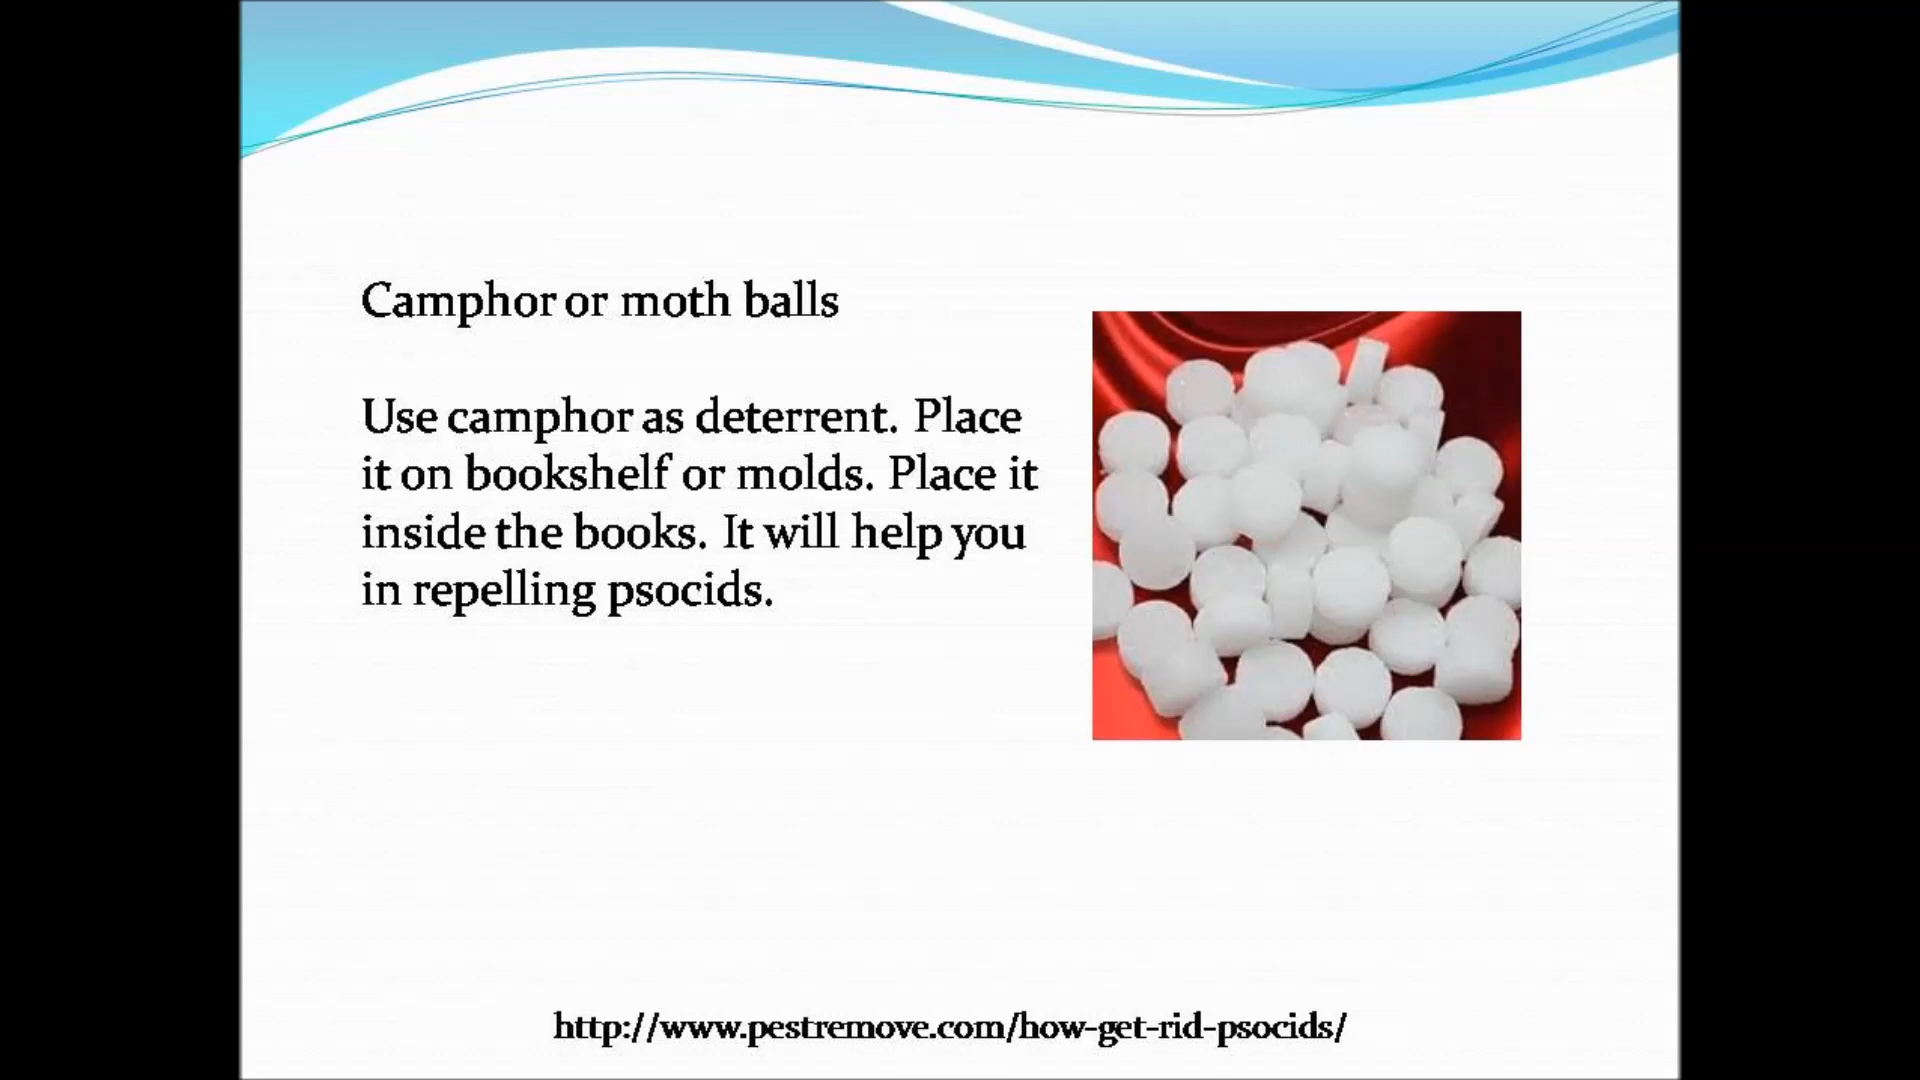 Camphor or moth balls
Use camphor as deterrent. Place
it on bookshelf or molds. Place it
inside the books. It will help you
in repelling psocids.
http://www.pestremove.com/how-get-rid-psocids/